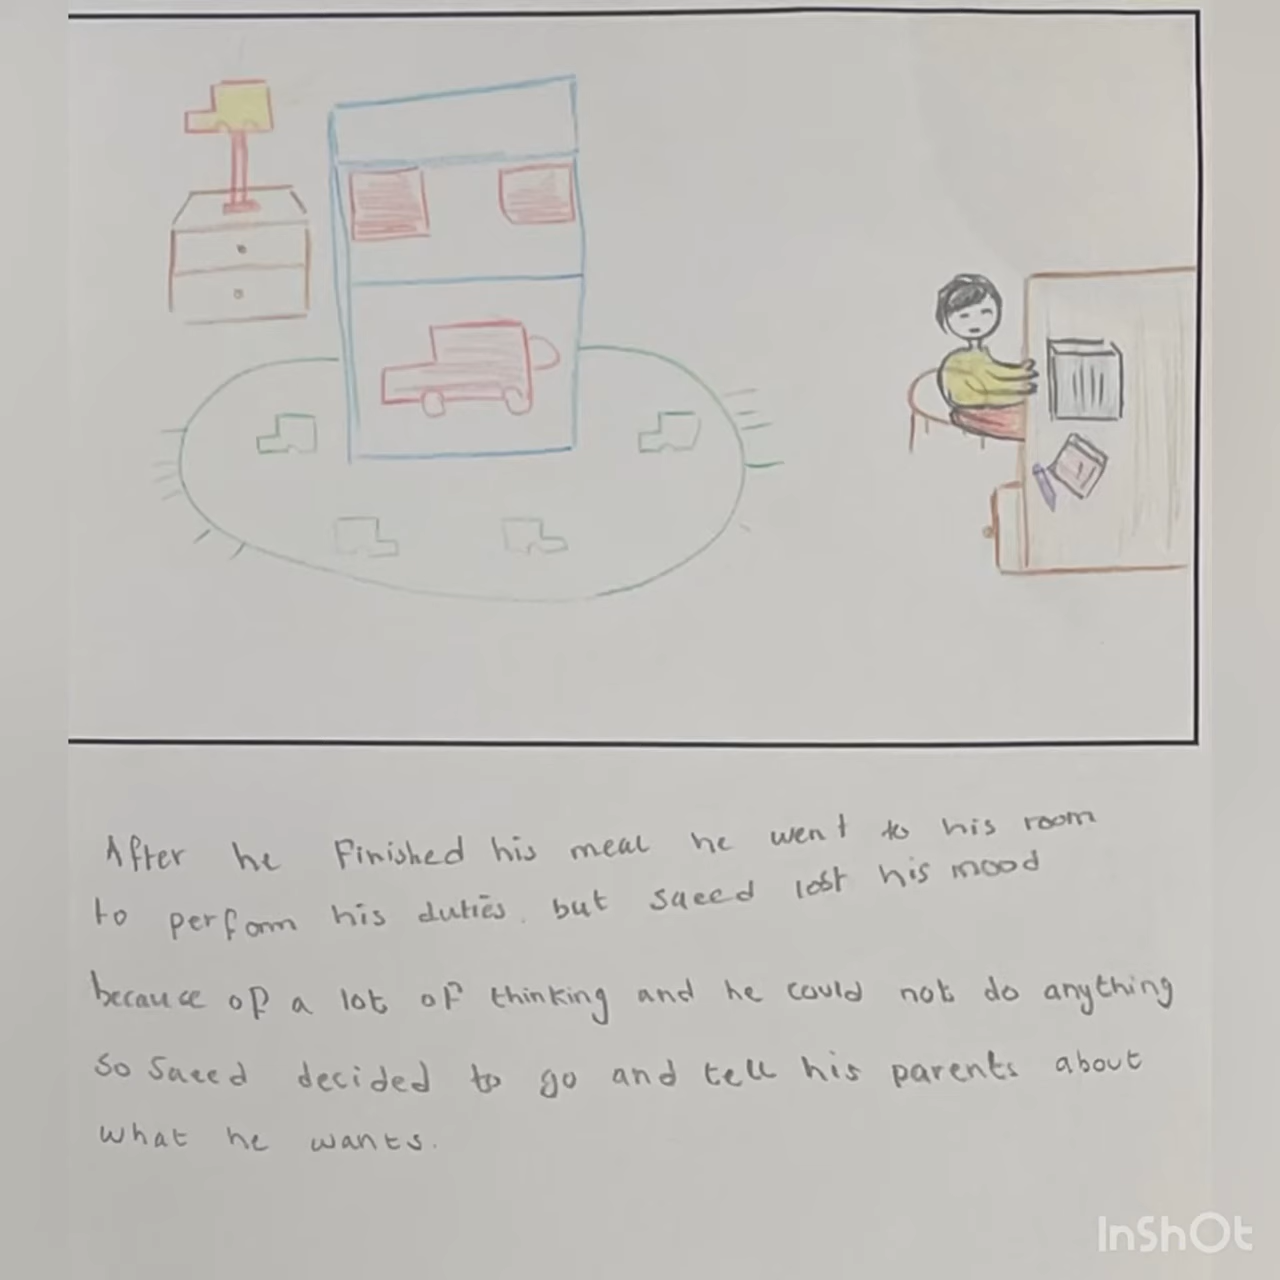 After he Finished his meal he went to his room
to perform his duties. but saeed lost his mood
because of a lot of thinking and he could not do anything
so Saeed decided to go and tell his parents about
what he wants.
InShOt